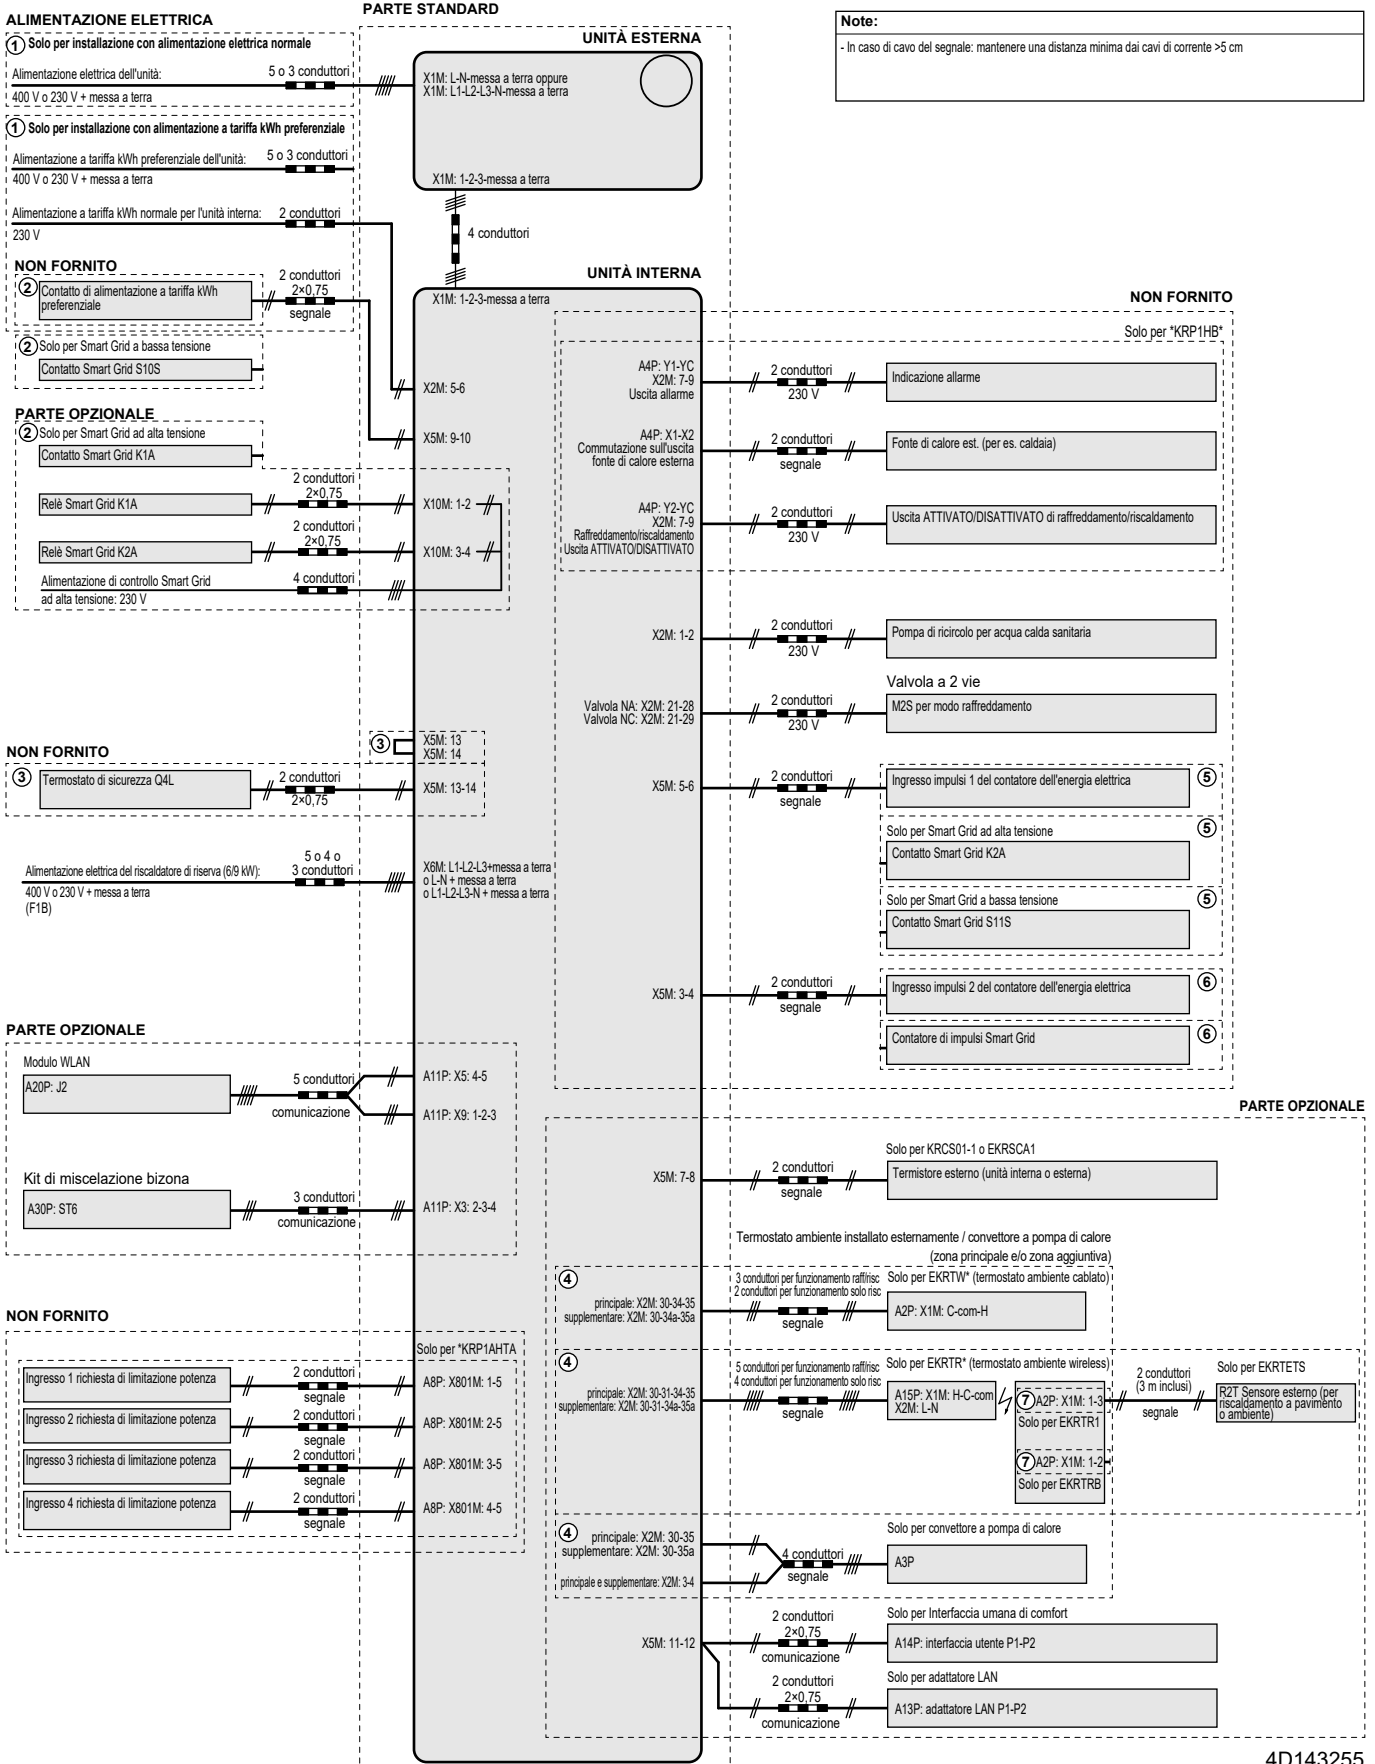 ALIMENTAZIONE ELETTRICA
① Solo per installazione con alimentazione elettrica normale
Alimentazione elettrica dell'unità:
5 o 3 conduttori
400 V o 230 V + messa a terra
① Solo per installazione con alimentazione a tariffa kWh preferenziale
Alimentazione a tariffa kWh preferenziale dell'unità:
5 o 3 conduttori
400 V o 230 V + messa a terra
Alimentazione a tariffa kWh normale per l'unità interna:
2 conduttori
230 V
NON FORNITO
② Contatto di alimentazione a tariffa kWh
preferenziale
2 conduttori
2×0,75
segnale
② Solo per Smart Grid a bassa tensione
Contatto Smart Grid S10S
PARTE OPZIONALE
② Solo per Smart Grid ad alta tensione
Contatto Smart Grid K1A
Relè Smart Grid K1A
2 conduttori
2×0,75
Relè Smart Grid K2A
2 conduttori
2×0,75
Alimentazione di controllo Smart Grid
ad alta tensione: 230 V
4 conduttori
NON FORNITO
③ Termostato di sicurezza Q4L
2 conduttori
2×0,75
Alimentazione elettrica del riscaldatore di riserva (6/9 kW):
400 V o 230 V + messa a terra
(F1B)
5 o 4 o
3 conduttori
PARTE OPZIONALE
Modulo WLAN
A20P: J2
5 conduttori
comunicazione
Kit di miscelazione bizona
A30P: ST6
3 conduttori
comunicazione
NON FORNITO
Solo per *KRP1AHTA
Ingresso 1 richiesta di limitazione potenza
2 conduttori
segnale
A8P: X801M: 1-5
Ingresso 2 richiesta di limitazione potenza
2 conduttori
segnale
A8P: X801M: 2-5
Ingresso 3 richiesta di limitazione potenza
2 conduttori
segnale
A8P: X801M: 3-5
Ingresso 4 richiesta di limitazione potenza
2 conduttori
segnale
A8P: X801M: 4-5
PARTE STANDARD
UNITÀ ESTERNA
X1M: L-N-messa a terra oppure
X1M: L1-L2-L3-N-messa a terra
X1M: 1-2-3-messa a terra
4 conduttori
UNITÀ INTERNA
X1M: 1-2-3-messa a terra
X2M: 5-6
X5M: 9-10
X10M: 1-2
X10M: 3-4
③ X5M: 13
X5M: 14
X5M: 13-14
X6M: L1-L2-L3+messa a terra
o L-N + messa a terra
o L1-L2-L3-N + messa a terra
A11P: X5: 4-5
A11P: X9: 1-2-3
A11P: X3: 2-3-4
Note:
- In caso di cavo del segnale: mantenere una distanza minima dai cavi di corrente >5 cm
NON FORNITO
Solo per *KRP1HB*
A4P: Y1-YC
X2M: 7-9
Uscita allarme
2 conduttori
230 V
Indicazione allarme
A4P: X1-X2
Commutazione sull'uscita
fonte di calore esterna
2 conduttori
segnale
Fonte di calore est. (per es. caldaia)
A4P: Y2-YC
X2M: 7-9
Raffreddamento/riscaldamento
Uscita ATTIVATO/DISATTIVATO
2 conduttori
230 V
Uscita ATTIVATO/DISATTIVATO di raffreddamento/riscaldamento
X2M: 1-2
2 conduttori
230 V
Pompa di ricircolo per acqua calda sanitaria
Valvola a 2 vie
Valvola NA: X2M: 21-28
Valvola NC: X2M: 21-29
2 conduttori
230 V
M2S per modo raffreddamento
X5M: 5-6
2 conduttori
segnale
Ingresso impulsi 1 del contatore dell'energia elettrica ⑤
Solo per Smart Grid ad alta tensione ⑤
Contatto Smart Grid K2A
Solo per Smart Grid a bassa tensione ⑤
Contatto Smart Grid S11S
X5M: 3-4
2 conduttori
segnale
Ingresso impulsi 2 del contatore dell'energia elettrica ⑥
Contatore di impulsi Smart Grid ⑥
PARTE OPZIONALE
Solo per KRCS01-1 o EKRSCA1
X5M: 7-8
2 conduttori
segnale
Termistore esterno (unità interna o esterna)
Termostato ambiente installato esternamente / convettore a pompa di calore
(zona principale e/o zona aggiuntiva)
④
principale: X2M: 30-34-35
supplementare: X2M: 30-34a-35a
3 conduttori per funzionamento raff/risc
2 conduttori per funzionamento solo risc
segnale
Solo per EKRTW* (termostato ambiente cablato)
A2P: X1M: C-com-H
④
principale: X2M: 30-31-34-35
supplementare: X2M: 30-31-34a-35a
5 conduttori per funzionamento raff/risc
4 conduttori per funzionamento solo risc
segnale
Solo per EKRTR* (termostato ambiente wireless)
A15P: X1M: H-C-com
X2M: L-N
⑦ A2P: X1M: 1-3
Solo per EKRTR1
⑦ A2P: X1M: 1-2
Solo per EKRTRB
2 conduttori
(3 m inclusi)
segnale
Solo per EKRTETS
R2T Sensore esterno (per
riscaldamento a pavimento
o ambiente)
④ principale: X2M: 30-35
supplementare: X2M: 30-35a
principale e supplementare: X2M: 3-4
4 conduttori
segnale
Solo per convettore a pompa di calore
A3P
X5M: 11-12
2 conduttori
2×0,75
comunicazione
Solo per Interfaccia umana di comfort
A14P: interfaccia utente P1-P2
2 conduttori
2×0,75
comunicazione
Solo per adattatore LAN
A13P: adattatore LAN P1-P2
4D143255